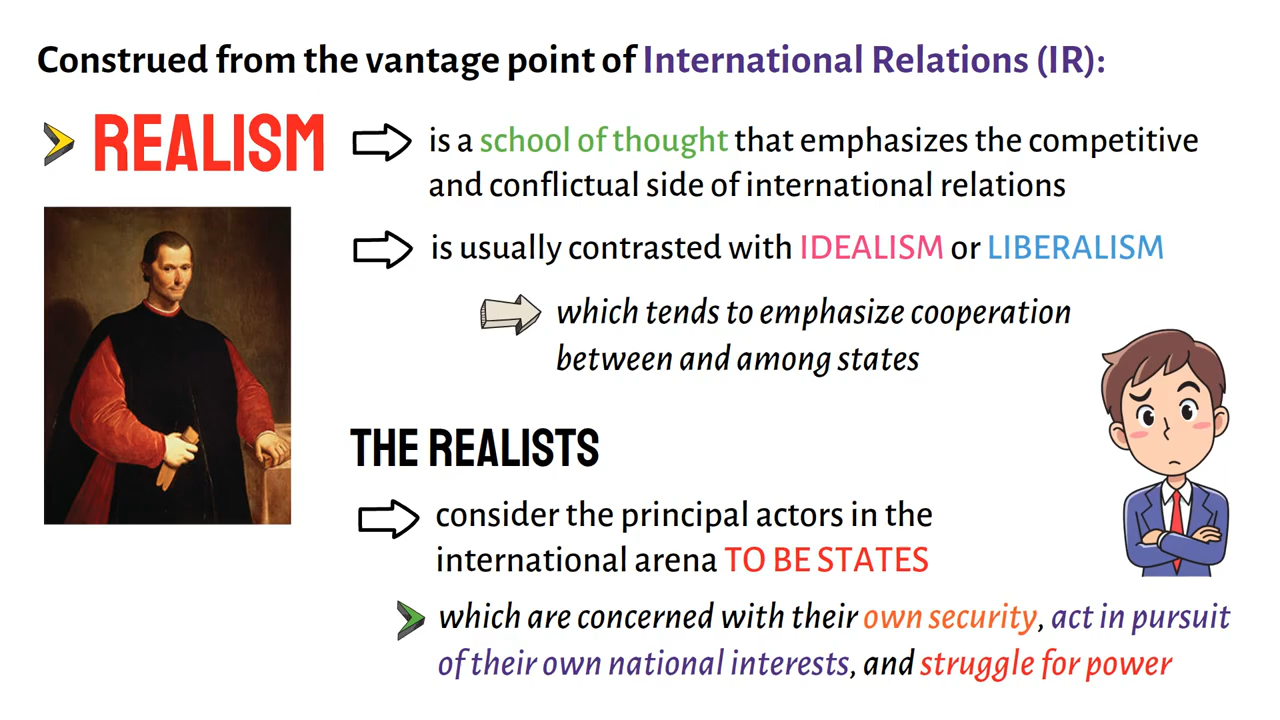 Construed from the vantage point of International Relations (IR):
REALISM
is a school of thought that emphasizes the competitive
and conflictual side of international relations
is usually contrasted with IDEALISM or LIBERALISM
which tends to emphasize cooperation
between and among states
THE REALISTS
consider the principal actors in the
international arena TO BE STATES
which are concerned with their own security, act in pursuit
of their own national interests, and struggle for power